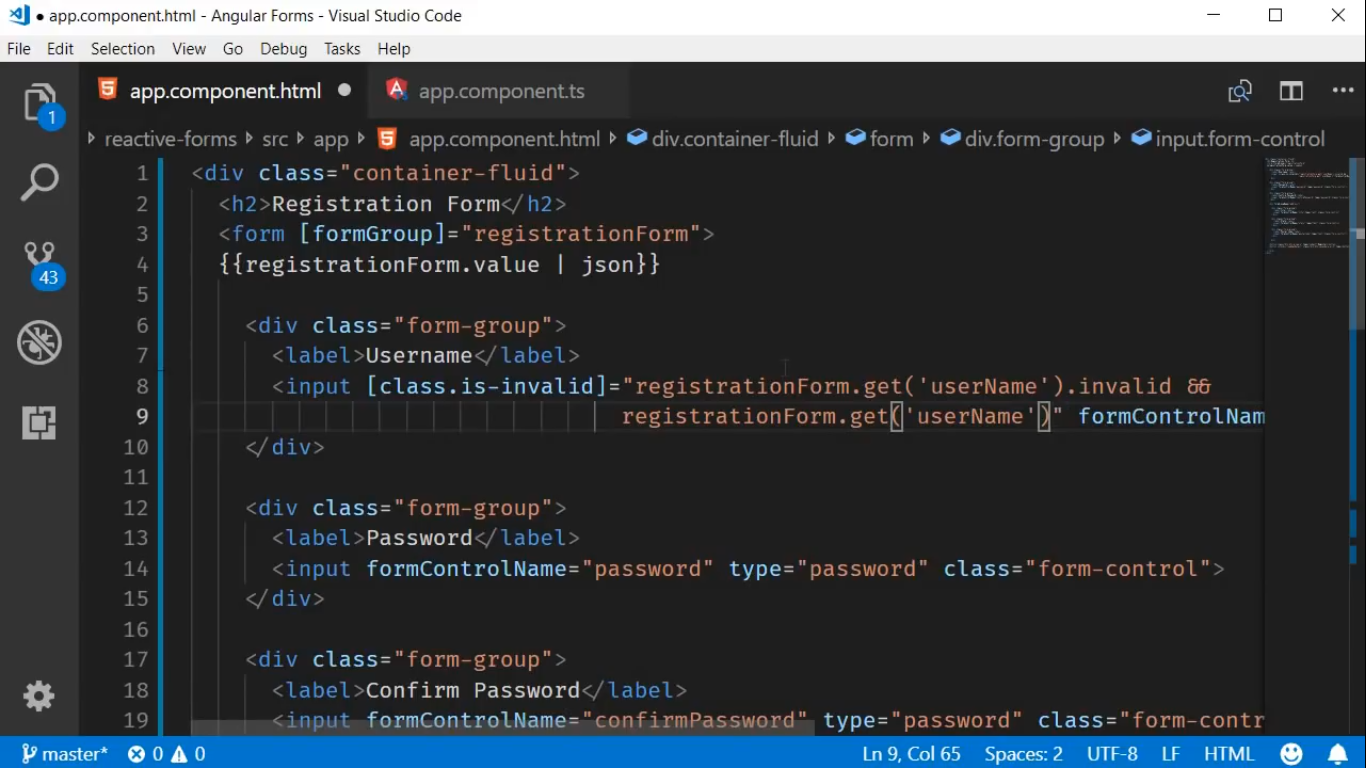 app.component.html - Angular Forms - Visual Studio Code
File Edit Selection View Go Debug Tasks Help
app.component.html app.component.ts
reactive-forms src app app.component.html div.container-fluid form div.form-group input.form-control
1 <div class="container-fluid">
2 <h2>Registration Form</h2>
3 <form [formGroup]="registrationForm">
4 {{registrationForm.value | json}}
5
6 <div class="form-group">
7 <label>Username</label>
8 <input [class.is-invalid]="registrationForm.get('userName').invalid &&
9 registrationForm.get('userName')" formControlNam
10 </div>
11
12 <div class="form-group">
13 <label>Password</label>
14 <input formControlName="password" type="password" class="form-control">
15 </div>
16
17 <div class="form-group">
18 <label>Confirm Password</label>
19 <input formControlName="confirmPassword" type="password" class="form-contr
1
43
master* 0 0 Ln 9, Col 65 Spaces: 2 UTF-8 LF HTML